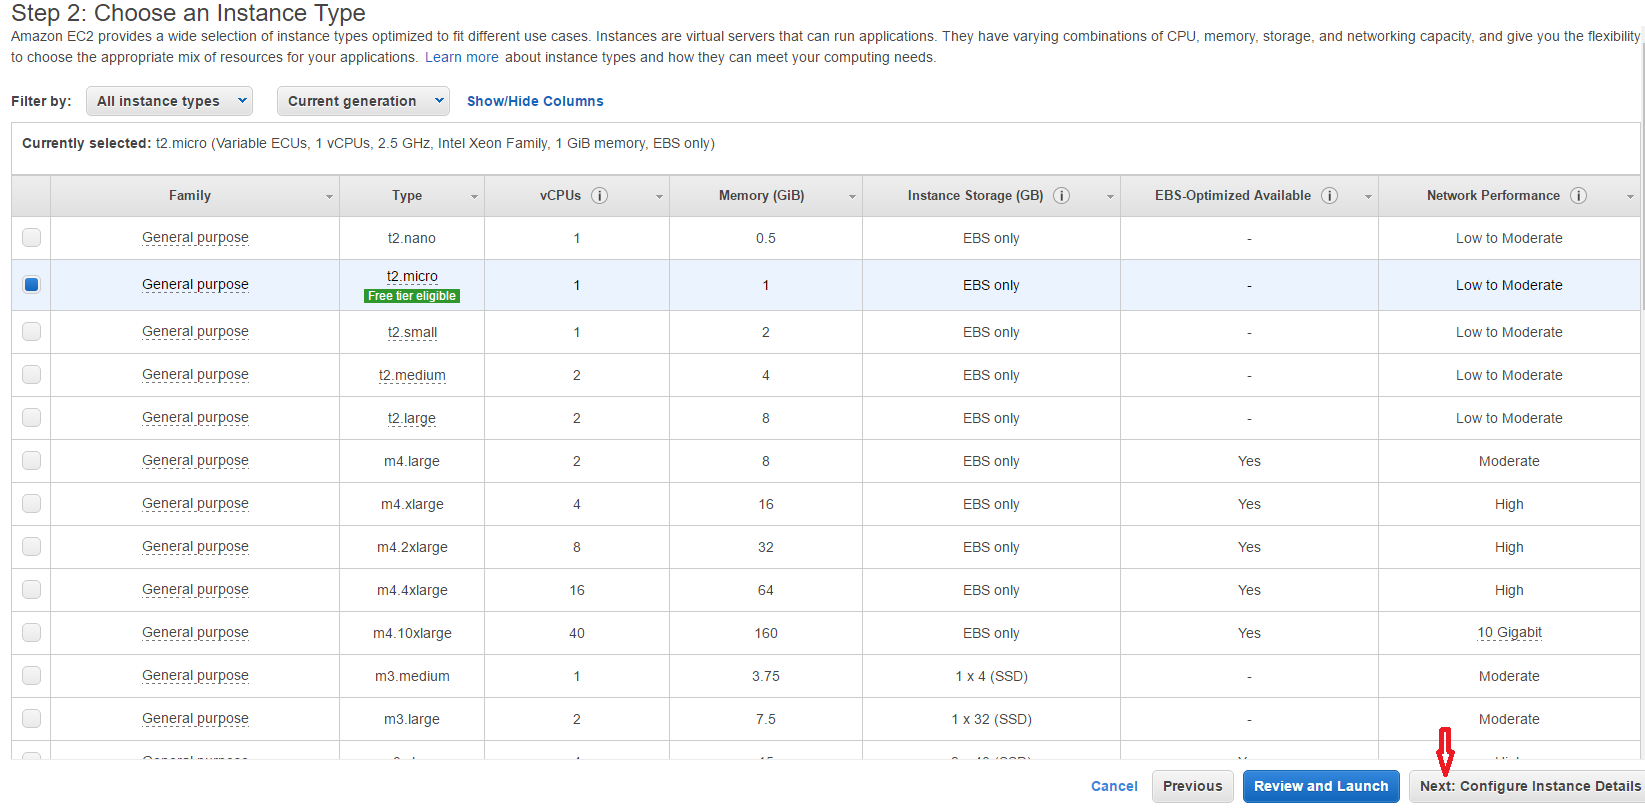 Step 2: Choose an Instance Type
Amazon EC2 provides a wide selection of instance types optimized to fit different use cases. Instances are virtual servers that can run applications. They have varying combinations of CPU, memory, storage, and networking capacity, and give you the flexibility
to choose the appropriate mix of resources for your applications. Learn more about instance types and how they can meet your computing needs.
Filter by: All instance types Current generation Show/Hide Columns
Currently selected: t2.micro (Variable ECUs, 1 vCPUs, 2.5 GHz, Intel Xeon Family, 1 GiB memory, EBS only)
Family Type vCPUs i Memory (GiB) Instance Storage (GB) i EBS-Optimized Available i Network Performance i
General purpose t2.nano 1 0.5 EBS only - Low to Moderate
General purpose t2.micro 1 1 EBS only - Low to Moderate
Free tier eligible
General purpose t2.small 1 2 EBS only - Low to Moderate
General purpose t2.medium 2 4 EBS only - Low to Moderate
General purpose t2.large 2 8 EBS only - Low to Moderate
General purpose m4.large 2 8 EBS only Yes Moderate
General purpose m4.xlarge 4 16 EBS only Yes High
General purpose m4.2xlarge 8 32 EBS only Yes High
General purpose m4.4xlarge 16 64 EBS only Yes High
General purpose m4.10xlarge 40 160 EBS only Yes 10 Gigabit
General purpose m3.medium 1 3.75 1 x 4 (SSD) - Moderate
General purpose m3.large 2 7.5 1 x 32 (SSD) - Moderate
Cancel Previous Review and Launch Next: Configure Instance Details